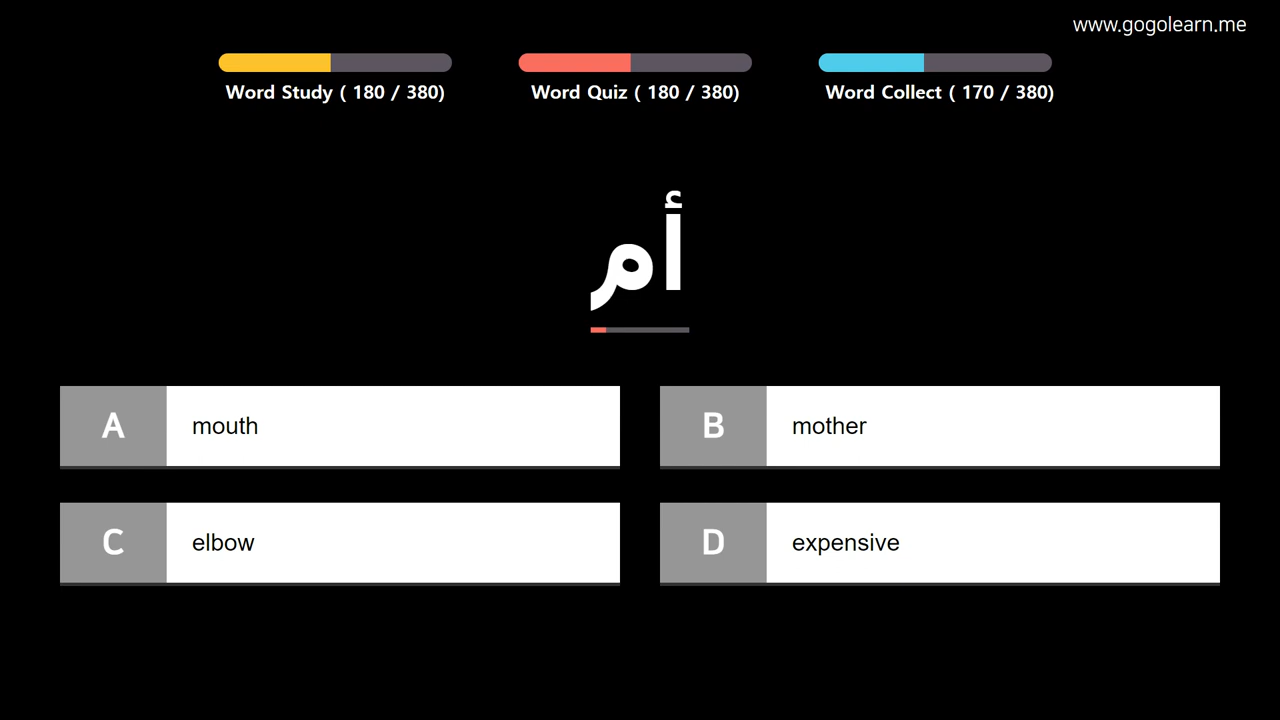 www.gogolearn.me
Word Study ( 180 / 380)
Word Quiz ( 180 / 380)
Word Collect ( 170 / 380)
أم
A mouth
B mother
C elbow
D expensive